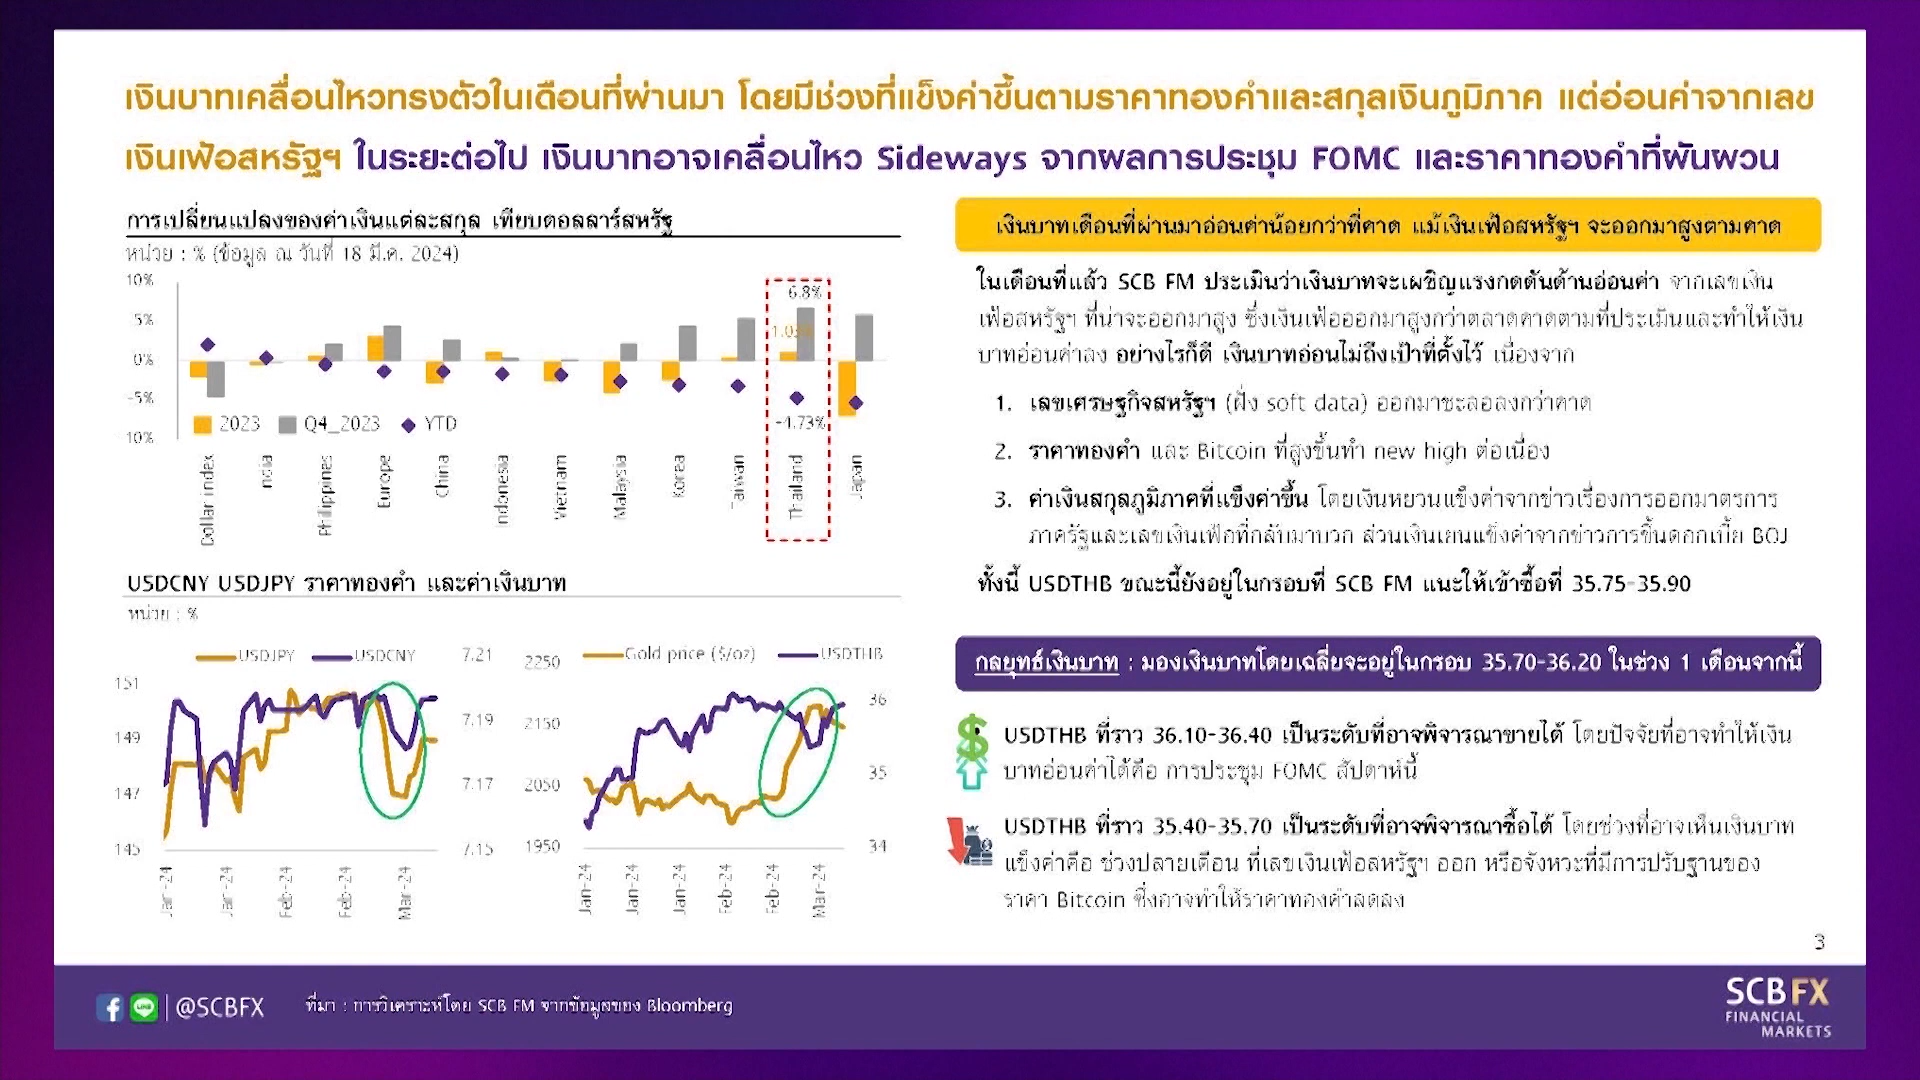 เงินบาทเคลื่อนไหวทรงตัวในเดือนที่ผ่านมา โดยมีช่วงที่แข็งค่าขึ้นตามราคาทองคำและสกุลเงินภูมิภาค แต่อ่อนค่าจากเลข
เงินเฟ้อสหรัฐฯ ในระยะต่อไป เงินบาทอาจเคลื่อนไหว Sideways จากผลการประชุม FOMC และราคาทองคำที่ผันผวน
การเปลี่ยนแปลงของค่าเงินแต่ละสกุล เทียบดอลลาร์สหรัฐ
หน่วย : % (ข้อมูล ณ วันที่ 18 มี.ค. 2024)
10%
5%
0%
-5%
10%
6.8%
-4.73%
2023
Q4_2023
YTD
Dollar index
India
Philippines
Europe
China
Indonesia
Vietnam
Malaysia
Korea
Taiwan
Thailand
Japan
USDCNY USDJPY ราคาทองคำ และค่าเงินบาท
หน่วย : %
USDJPY
USDCNY
151
149
147
145
7.21
7.19
7.17
7.15
Jan-24
Jan-24
Feb-24
Feb-24
Mar-24
Gold price ($/oz)
USDTHB
2250
2150
2050
1950
36
35
34
Jan-24
Jan-24
Jan-24
Feb-24
Feb-24
Mar-24
เงินบาทเดือนที่ผ่านมาอ่อนค่าน้อยกว่าที่คาด แม้เงินเฟ้อสหรัฐฯ จะออกมาสูงตามคาด
ในเดือนที่แล้ว SCB FM ประเมินว่าเงินบาทจะเผชิญแรงกดดันด้านอ่อนค่า จากเลขเงิน
เฟ้อสหรัฐฯ ที่น่าจะออกมาสูง ซึ่งเงินเฟ้อออกมาสูงกว่าตลาดคาดตามที่ประเมินและทำให้เงิน
บาทอ่อนค่าลง อย่างไรก็ดี เงินบาทอ่อนไม่ถึงเป้าที่ตั้งไว้ เนื่องจาก
1. เลขเศรษฐกิจสหรัฐฯ (ฝั่ง soft data) ออกมาชะลอลงกว่าคาด
2. ราคาทองคำ และ Bitcoin ที่สูงขึ้นทำ new high ต่อเนื่อง
3. ค่าเงินสกุลภูมิภาคที่แข็งค่าขึ้น โดยเงินหยวนแข็งค่าจากข่าวเรื่องการออกมาตรการ
ภาครัฐและเลขเงินเฟ้อที่กลับมาบวก ส่วนเงินเยนแข็งค่าจากข่าวการขึ้นดอกเบี้ย BOJ
ทั้งนี้ USDTHB ขณะนี้ยังอยู่ในกรอบที่ SCB FM แนะให้เข้าซื้อที่ 35.75-35.90
กลยุทธ์เงินบาท : มองเงินบาทโดยเฉลี่ยจะอยู่ในกรอบ 35.70-36.20 ในช่วง 1 เดือนจากนี้
USDTHB ที่ราว 36.10-36.40 เป็นระดับที่อาจพิจารณาขายได้ โดยปัจจัยที่อาจทำให้เงิน
บาทอ่อนค่าได้คือ การประชุม FOMC สัปดาห์นี้
USDTHB ที่ราว 35.40-35.70 เป็นระดับที่อาจพิจารณาซื้อได้ โดยช่วงที่อาจเห็นเงินบาท
แข็งค่าคือ ช่วงปลายเดือน ที่เลขเงินเฟ้อสหรัฐฯ ออก หรือจังหวะที่มีการปรับฐานของ
ราคา Bitcoin ซึ่งอาจทำให้ราคาทองคำลดลง
3
@SCBFX
ที่มา : การวิเคราะห์โดย SCB FM จากข้อมูลของ Bloomberg
SCB FX
FINANCIAL
MARKETS